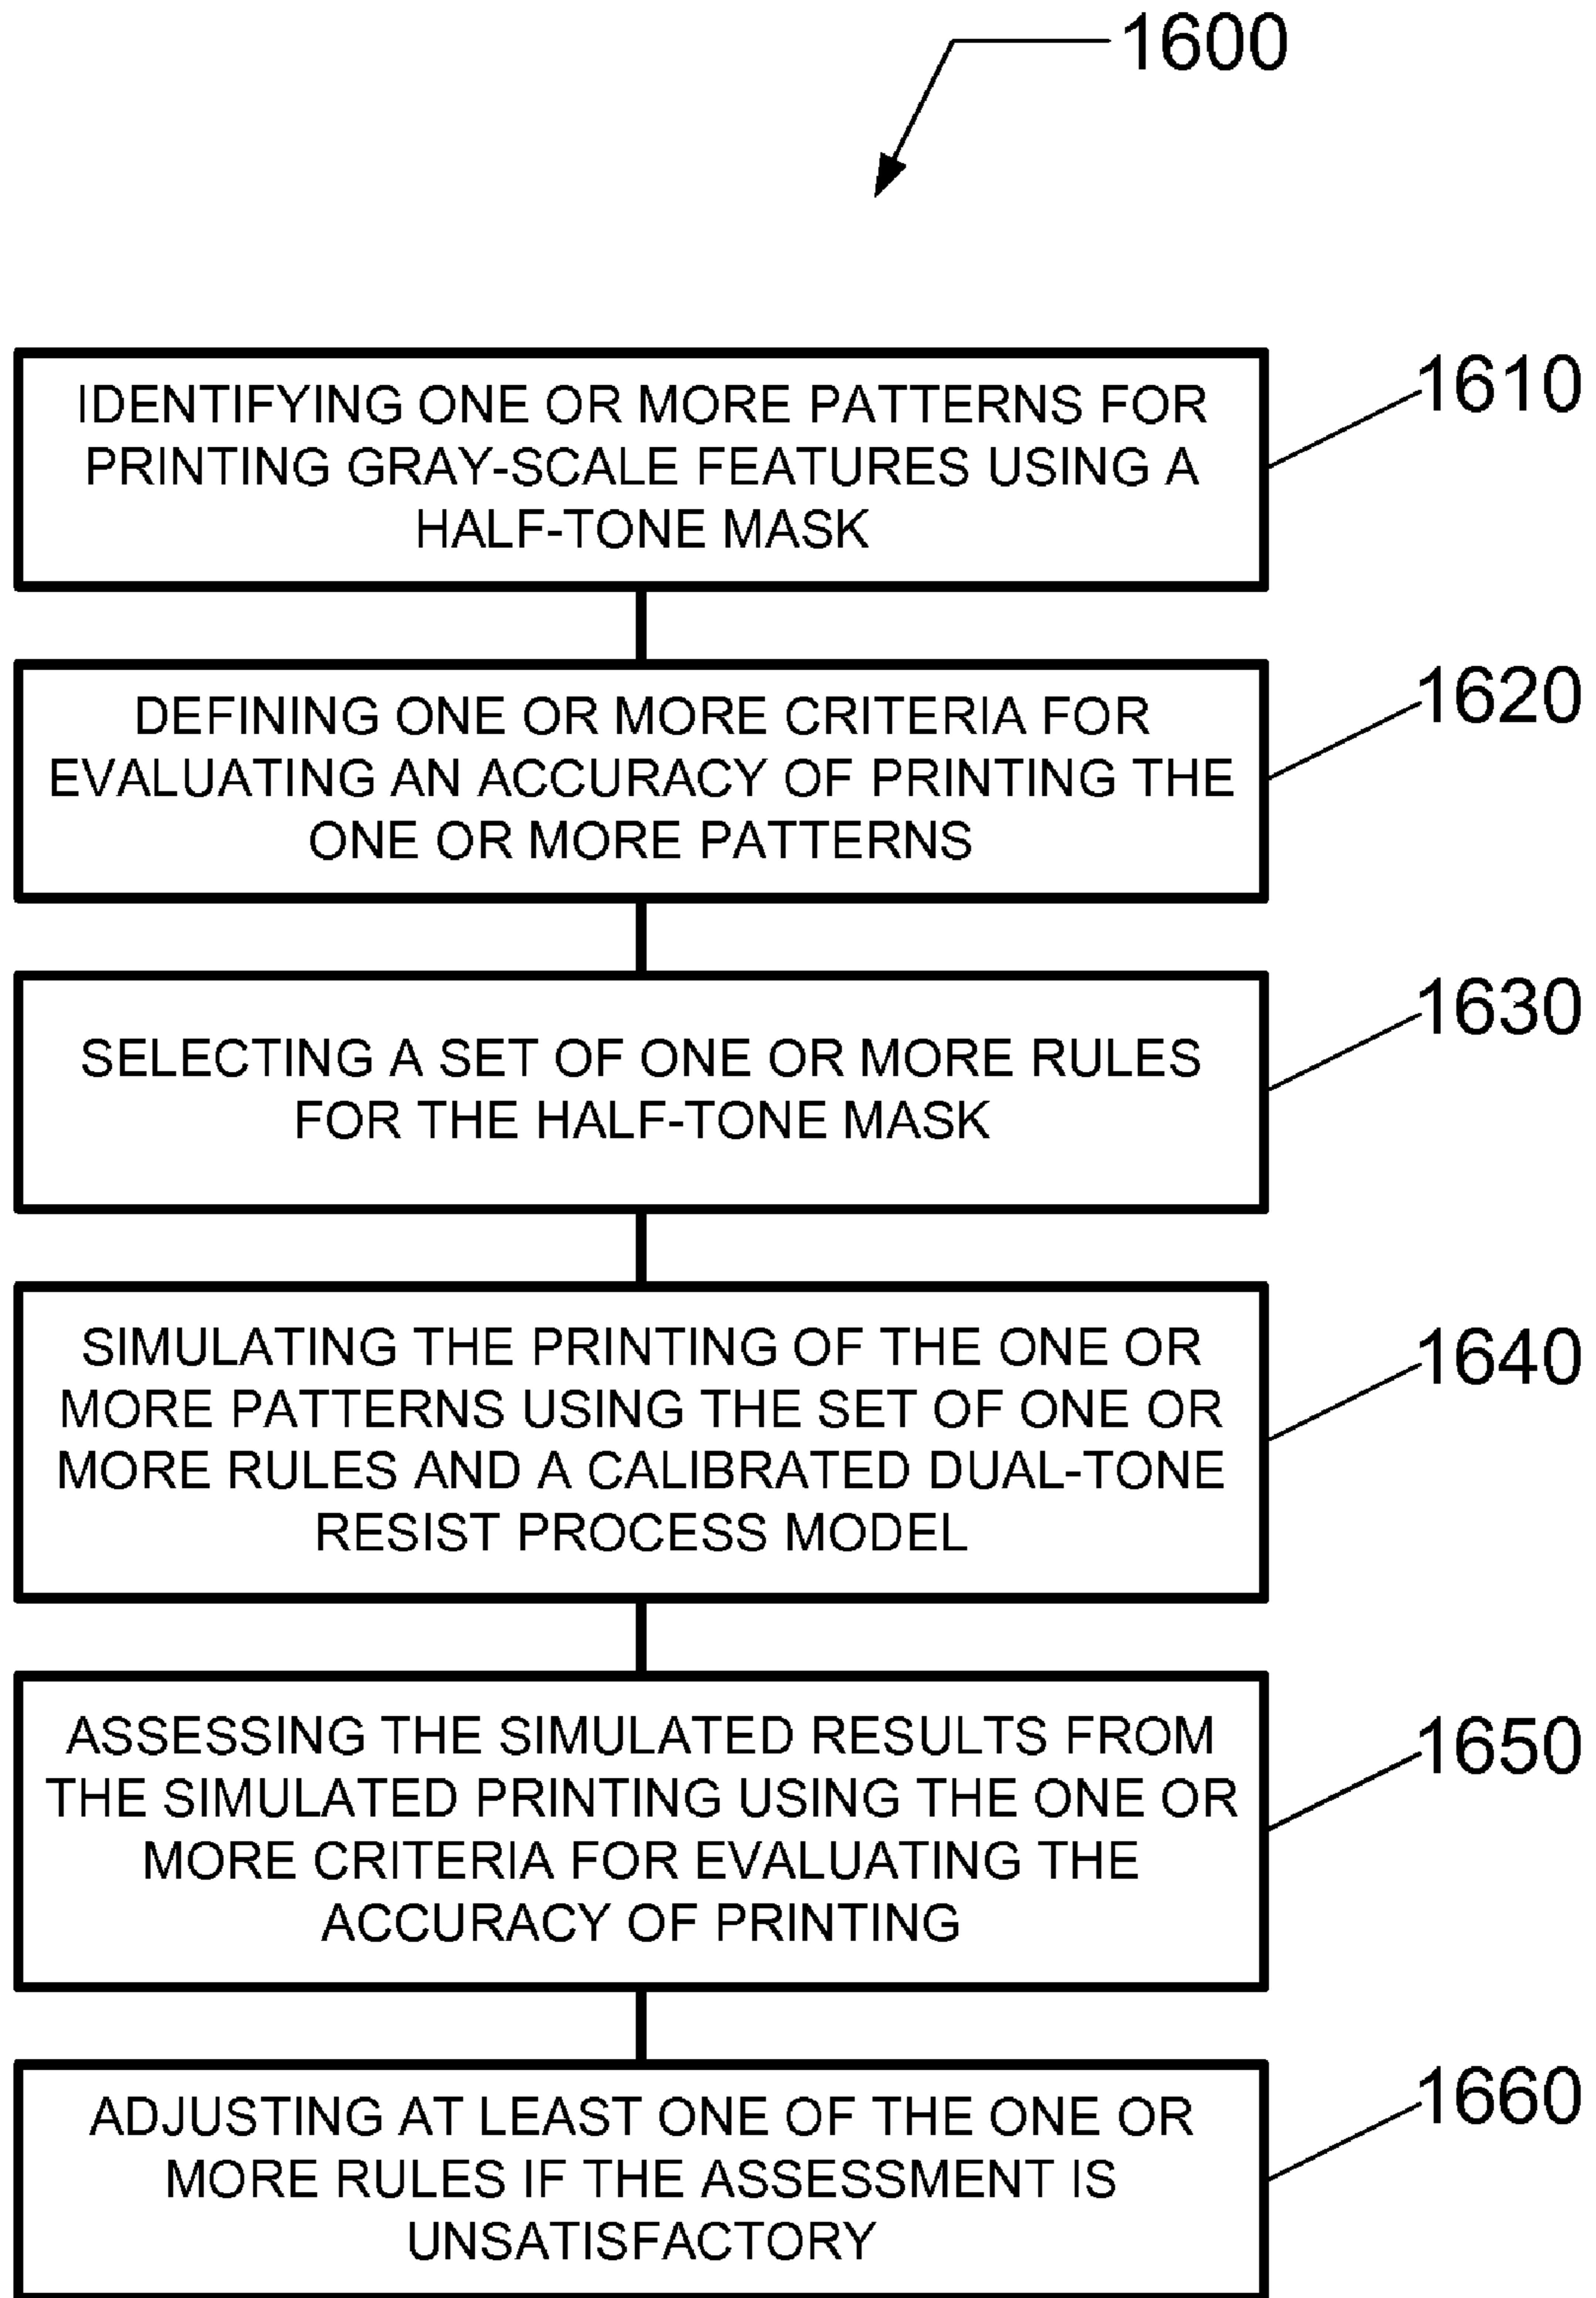 1600
IDENTIFYING ONE OR MORE PATTERNS FOR
PRINTING GRAY-SCALE FEATURES USING A
HALF-TONE MASK
1610
DEFINING ONE OR MORE CRITERIA FOR
EVALUATING AN ACCURACY OF PRINTING THE
ONE OR MORE PATTERNS
1620
SELECTING A SET OF ONE OR MORE RULES
FOR THE HALF-TONE MASK
1630
SIMULATING THE PRINTING OF THE ONE OR
MORE PATTERNS USING THE SET OF ONE OR
MORE RULES AND A CALIBRATED DUAL-TONE
RESIST PROCESS MODEL
1640
ASSESSING THE SIMULATED RESULTS FROM
THE SIMULATED PRINTING USING THE ONE OR
MORE CRITERIA FOR EVALUATING THE
ACCURACY OF PRINTING
1650
ADJUSTING AT LEAST ONE OF THE ONE OR
MORE RULES IF THE ASSESSMENT IS
UNSATISFACTORY
1660